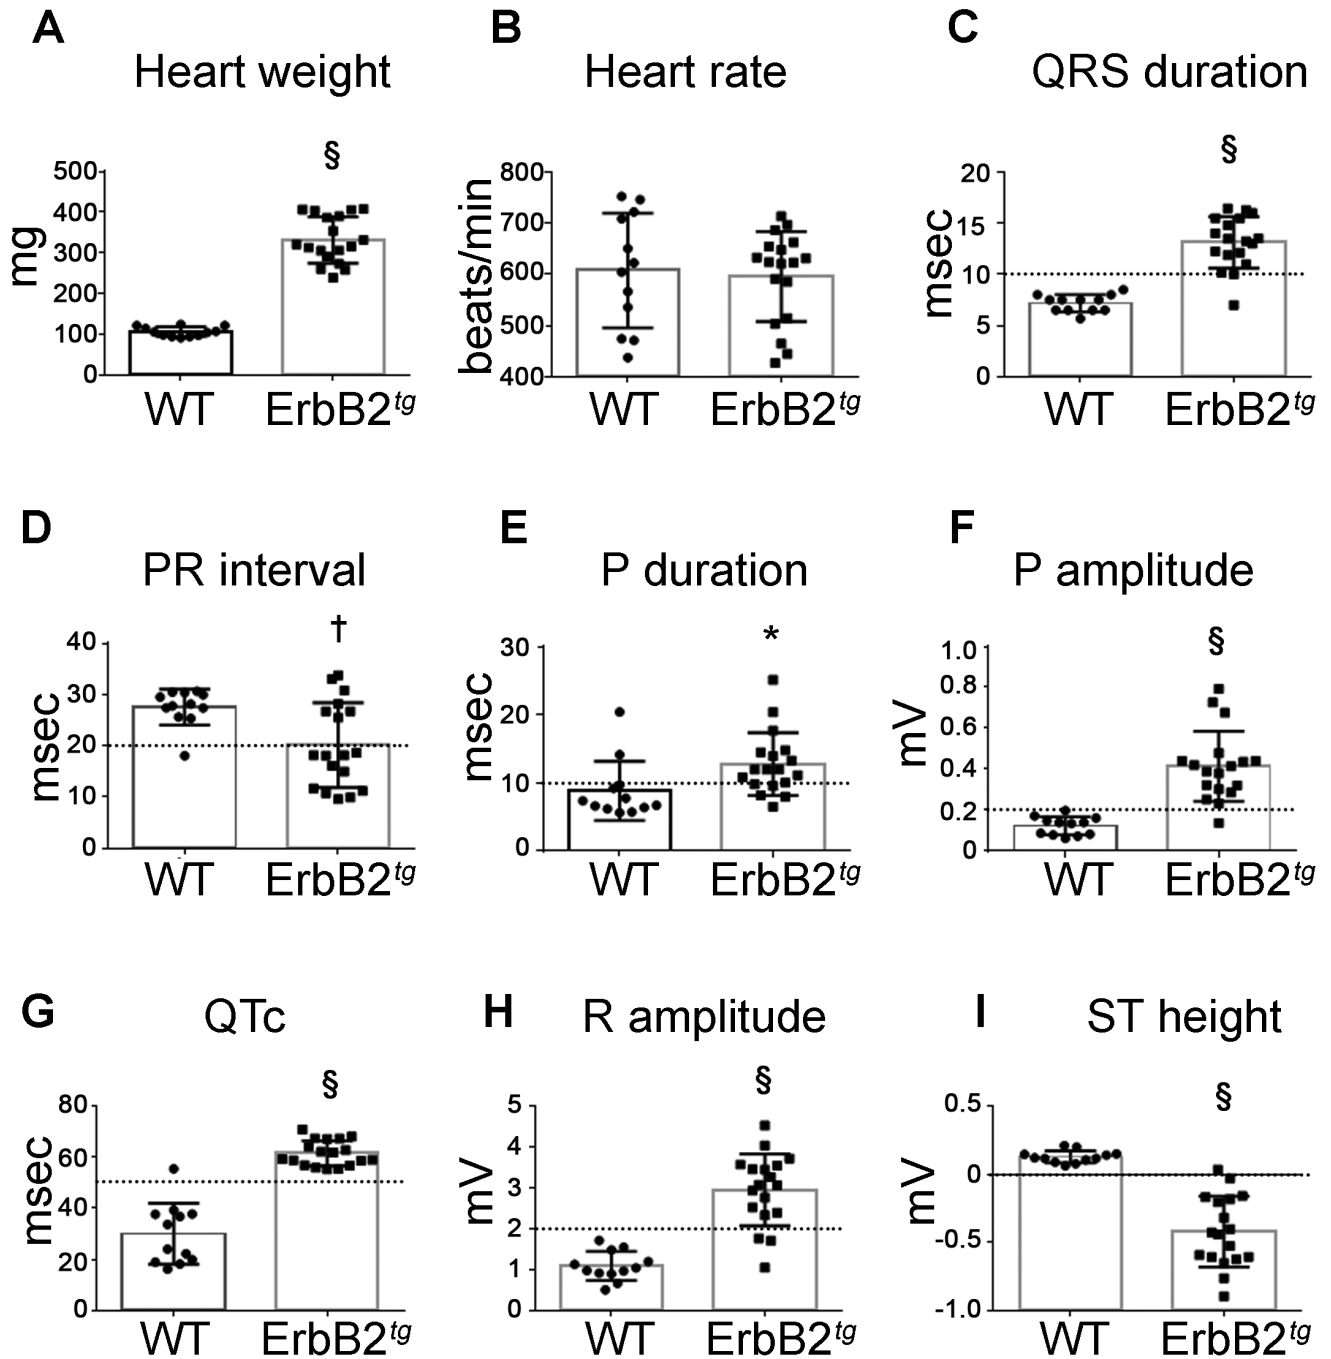 A
Heart weight
§
mg
500
400
300
200
100
0
WT
ErbB2tg
B
Heart rate
beats/min
800
700
600
500
400
WT
ErbB2tg
C
QRS duration
§
msec
20
15
10
5
0
WT
ErbB2tg
D
PR interval
†
msec
40
30
20
10
0
WT
ErbB2tg
E
P duration
*
msec
30
20
10
0
WT
ErbB2tg
F
P amplitude
§
mV
1.0
0.8
0.6
0.4
0.2
0
WT
ErbB2tg
G
QTc
§
msec
80
60
40
20
0
WT
ErbB2tg
H
R amplitude
§
mV
5
4
3
2
1
0
WT
ErbB2tg
I
ST height
§
mV
0.5
0
-0.5
-1.0
WT
ErbB2tg